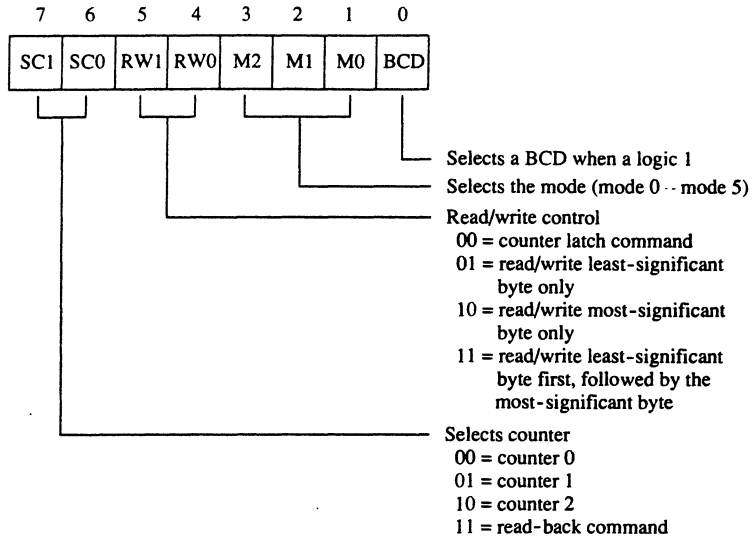 7 6 5 4 3 2 1 0
SC1 SC0 RW1 RW0 M2 M1 M0 BCD
Selects a BCD when a logic 1
Selects the mode (mode 0 -- mode 5)
Read/write control
00 = counter latch command
01 = read/write least-significant
byte only
10 = read/write most-significant
byte only
11 = read/write least-significant
byte first, followed by the
most-significant byte
Selects counter
00 = counter 0
01 = counter 1
10 = counter 2
11 = read-back command